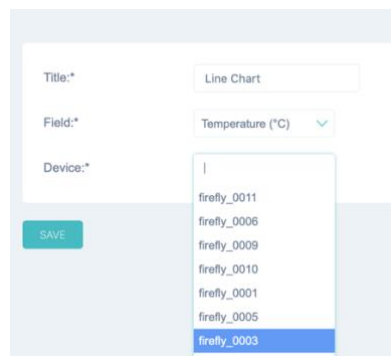 Title:* Line Chart
Field:* Temperature (°C)
Device:*
firefly_0011
firefly_0006
SAVE
firefly_0009
firefly_0010
firefly_0001
firefly_0005
firefly_0003